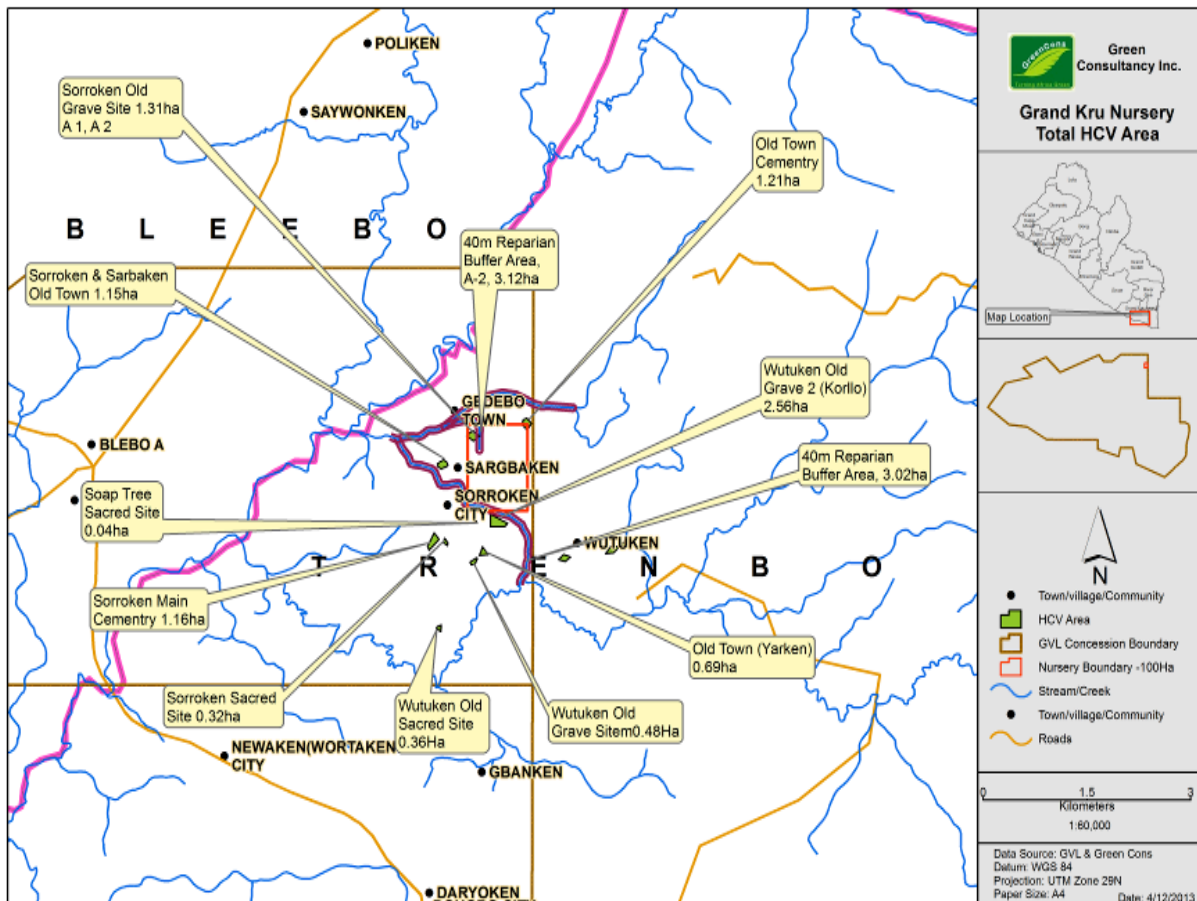 POLIKEN
SAYWONKEN
Sorroken Old
Grave Site 1.31ha
A 1, A 2
Old Town
Cementry
1.21ha
B L E E B O
40m Reparian
Buffer Area,
A-2, 3.12ha
Sorroken & Sarbaken
Old Town 1.15ha
Wutuken Old
Grave 2 (Korllo)
2.56ha
GEDEBO
TOWN
BLEBO A
SARGBAKEN
40m Reparian
Buffer Area, 3.02ha
Soap Tree
Sacred Site
0.04ha
SORROKEN
CITY
WUTUKEN
T R E N B O
Sorroken Main
Cementry 1.16ha
Old Town (Yarken)
0.69ha
Sorroken Sacred
Site 0.32ha
Wutuken Old
Sacred Site
0.36Ha
Wutuken Old
Grave Sitem0.48Ha
NEWAKEN(WORTAKEN
CITY
GBANKEN
DARYOKEN
GreenCons
Green
Consultancy Inc.
Grand Kru Nursery
Total HCV Area
Map Location
N
Town/village/Community
HCV Area
GVL Concession Boundary
Nursery Boundary -100Ha
Stream/Creek
Town/village/Community
Roads
0 1.5 3
Kilometers
1:60,000
Data Source: GVL & Green Cons
Datum: WGS 84
Projection: UTM Zone 29N
Paper Size: A4
Date: 4/12/2013